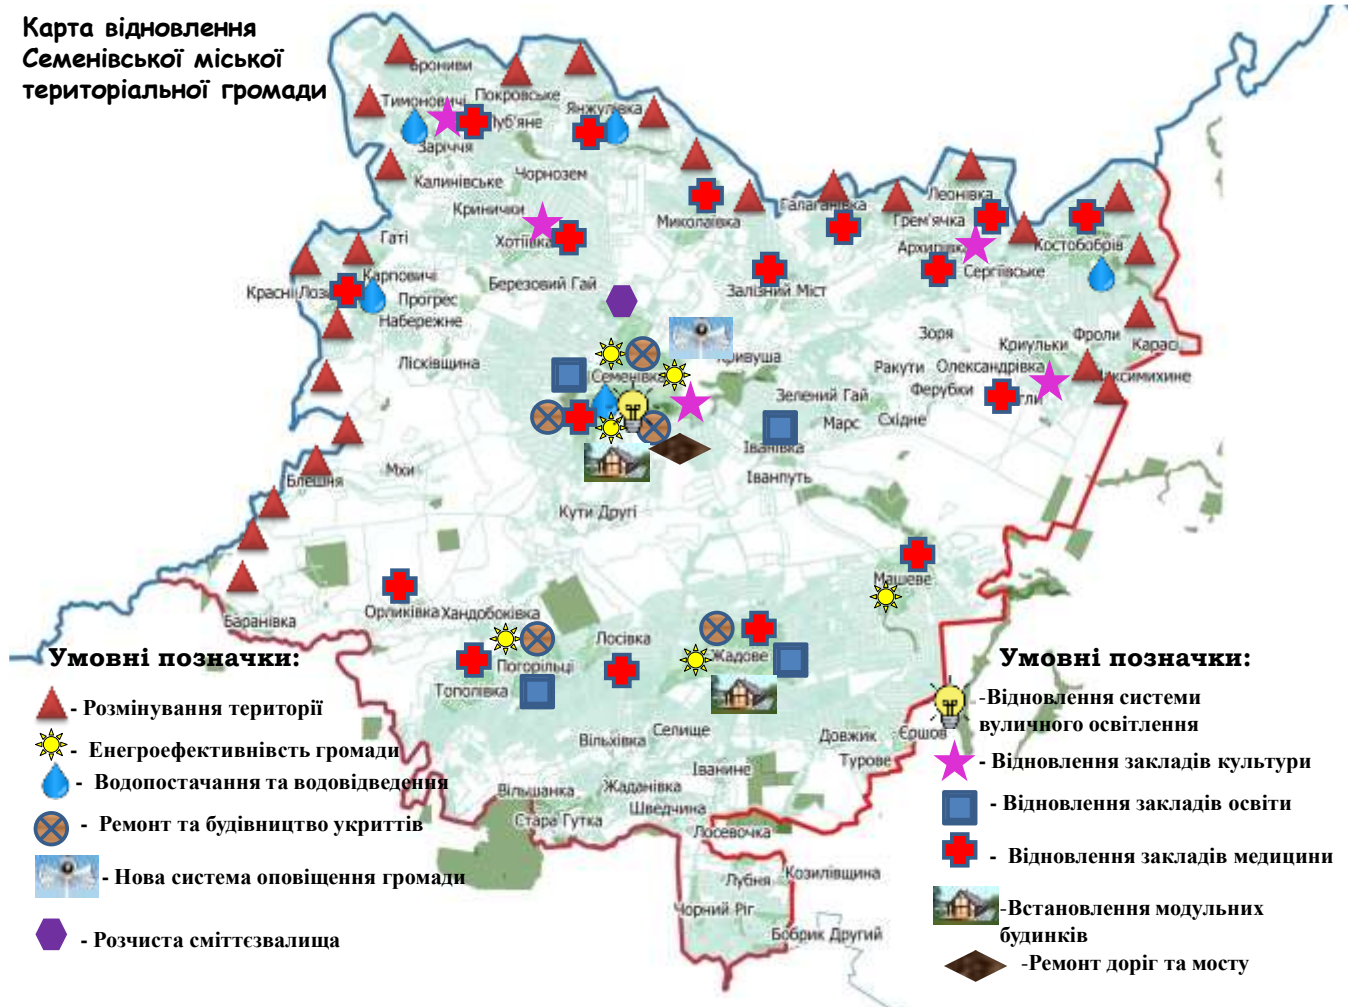 Карта відновлення
Семенівської міської
територіальної громади
Брониви
Тимоновичі
Покровське
Янжулівка
Луб'яне
Заріччя
Калинівське
Чорнозем
Кринички
Хотіївка
Миколаївка
Галаганівка
Леонівка
Грем'ячка
Архипівка
Сергіївське
Костобобрів
Гаті
Карповичі
Красні Лози
Прогрес
Набережне
Березовий Гай
Залізний Міст
Лісківщина
Семенівка
Кривуша
Зоря
Криульки
Фроли
Карасі
Ракути
Олександрівка
Ферубки
Зелений Гай
Марс
Східне
Іванівка
Іванпуть
Блешня
Мхи
Кути Другі
Машеве
Баранівка
Орликівка
Хандобоківка
Лосівка
Погорільці
Жадове
Тополівка
Селище
Вільхівка
Довжик
Єршов
Турове
Іванине
Вільшанка
Жаданівка
Шведчина
Стара Гутка
Лосевочка
Лубня
Козилівщина
Чорний Ріг
Бобрик Другий
Умовні позначки:
- Розмінування території
- Енегроефективнівсть громади
- Водопостачання та водовідведення
- Ремонт та будівництво укриттів
- Нова система оповіщення громади
- Розчиста сміттєзвалища
Умовні позначки:
-Відновлення системи
вуличного освітлення
- Відновлення закладів культури
- Відновлення закладів освіти
- Відновлення закладів медицини
-Встановлення модульних
будинків
-Ремонт доріг та мосту